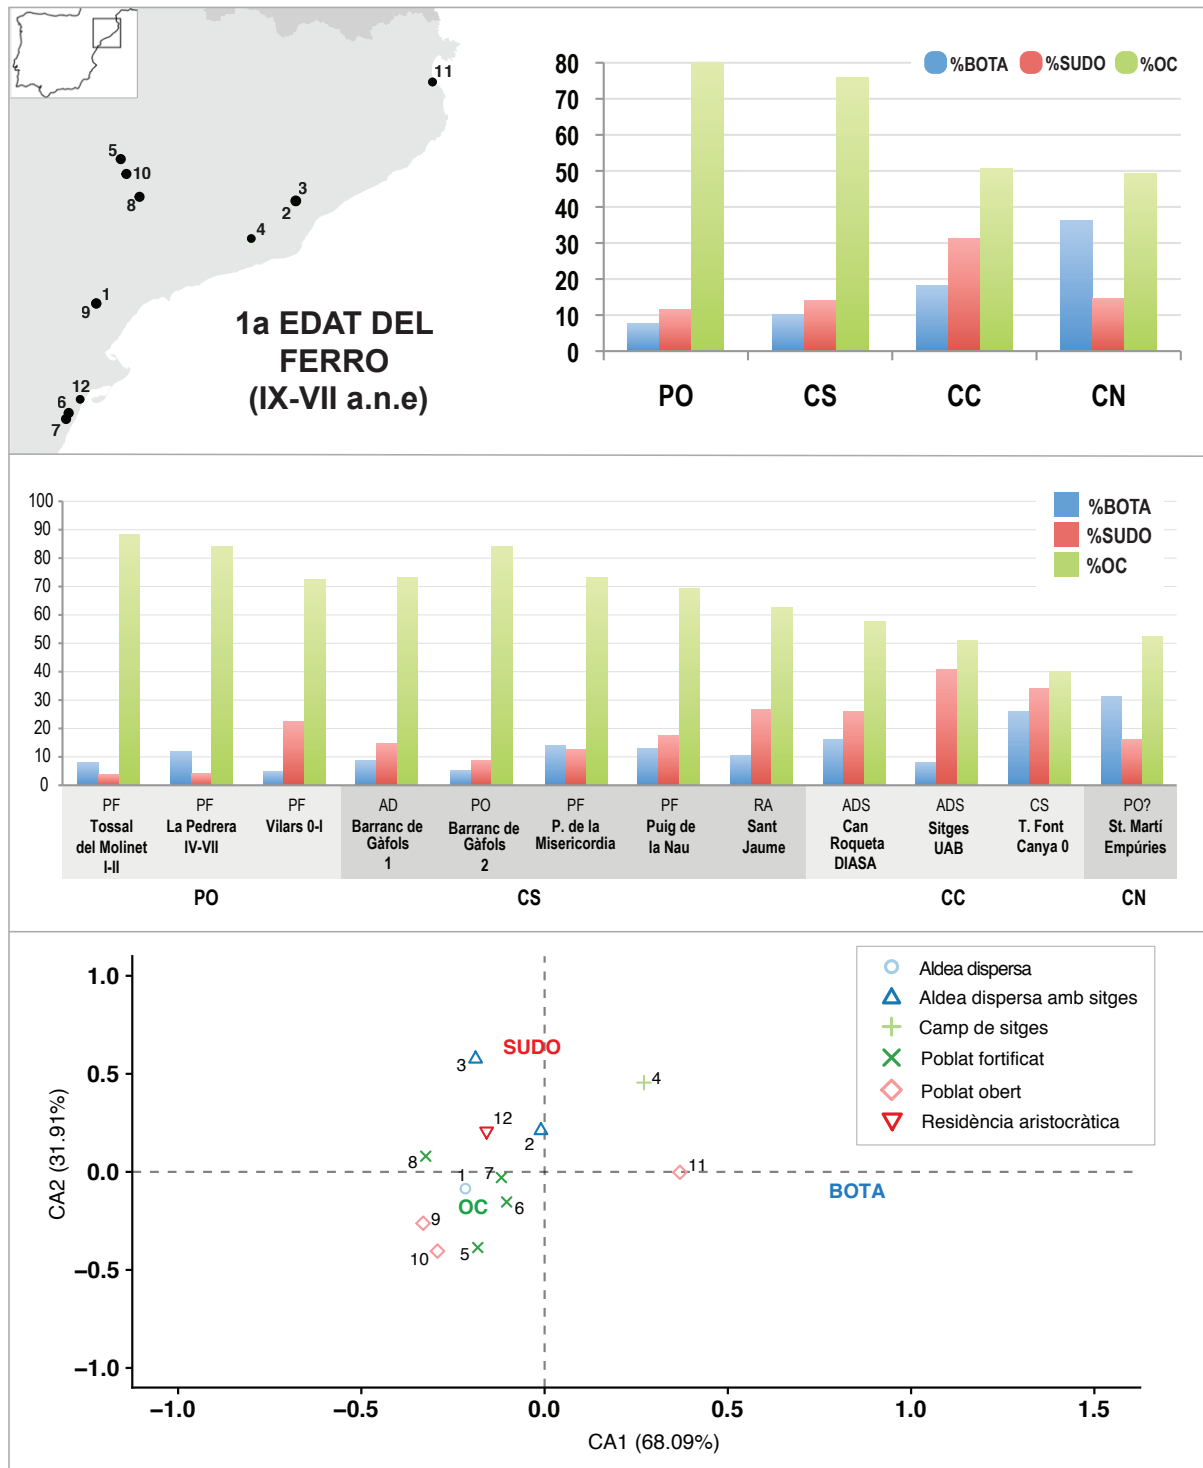 11
5
10
8
3
2
4
1
9
12
6
7
1a EDAT DEL
FERRO
(IX-VII a.n.e)
%BOTA %SUDO %OC
80
70
60
50
40
30
20
10
0
PO CS CC CN
100
90
80
70
60
50
40
30
20
10
0
%BOTA
%SUDO
%OC
PF PF PF AD PO PF PF RA ADS ADS CS PO?
Tossal
del Molinet
I-II
La Pedrera
IV-VII
Vilars 0-I
Barranc de
Gàfols
1
Barranc de
Gàfols
2
P. de la
Misericordia
Puig de
la Nau
Sant
Jaume
Can
Roqueta
DIASA
Sitges
UAB
T. Font
Canya 0
St. Martí
Empúries
PO CS CC CN
CA2 (31.91%)
1.0
0.5
0.0
−0.5
−1.0
SUDO
3
4
12
2
8
1
7
11
BOTA
OC
6
9
10
5
Aldea dispersa
Aldea dispersa amb sitges
Camp de sitges
Poblat fortificat
Poblat obert
Residència aristocràtica
−1.0 −0.5 0.0 0.5 1.0 1.5
CA1 (68.09%)